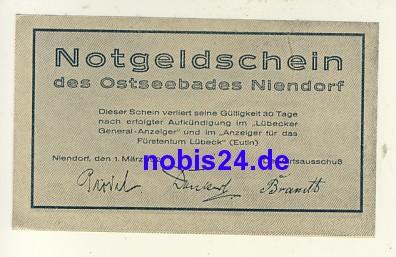 Notgeldschein
des Ostseebades Niendorf
Dieser Schein verliert seine Gültigkeit 30 Tage
nach erfolgter Aufkündigung im „Lübecker
General-Anzeiger" und im „Anzeiger für das
Fürstentum Lübeck" (Eutin)
Niendorf, den 1. März
nobis24.de